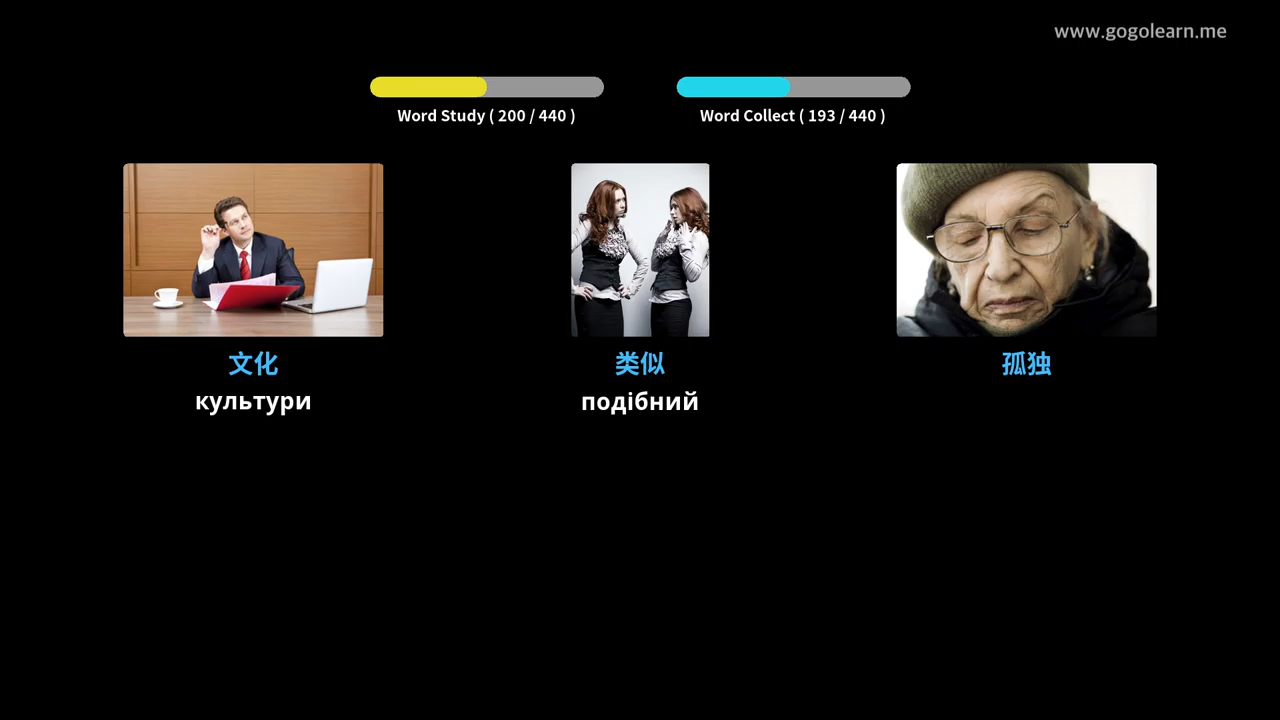 www.gogolearn.me
Word Study ( 200 / 440 )
Word Collect ( 193 / 440 )
文化
类似
孤独
культури
подібний